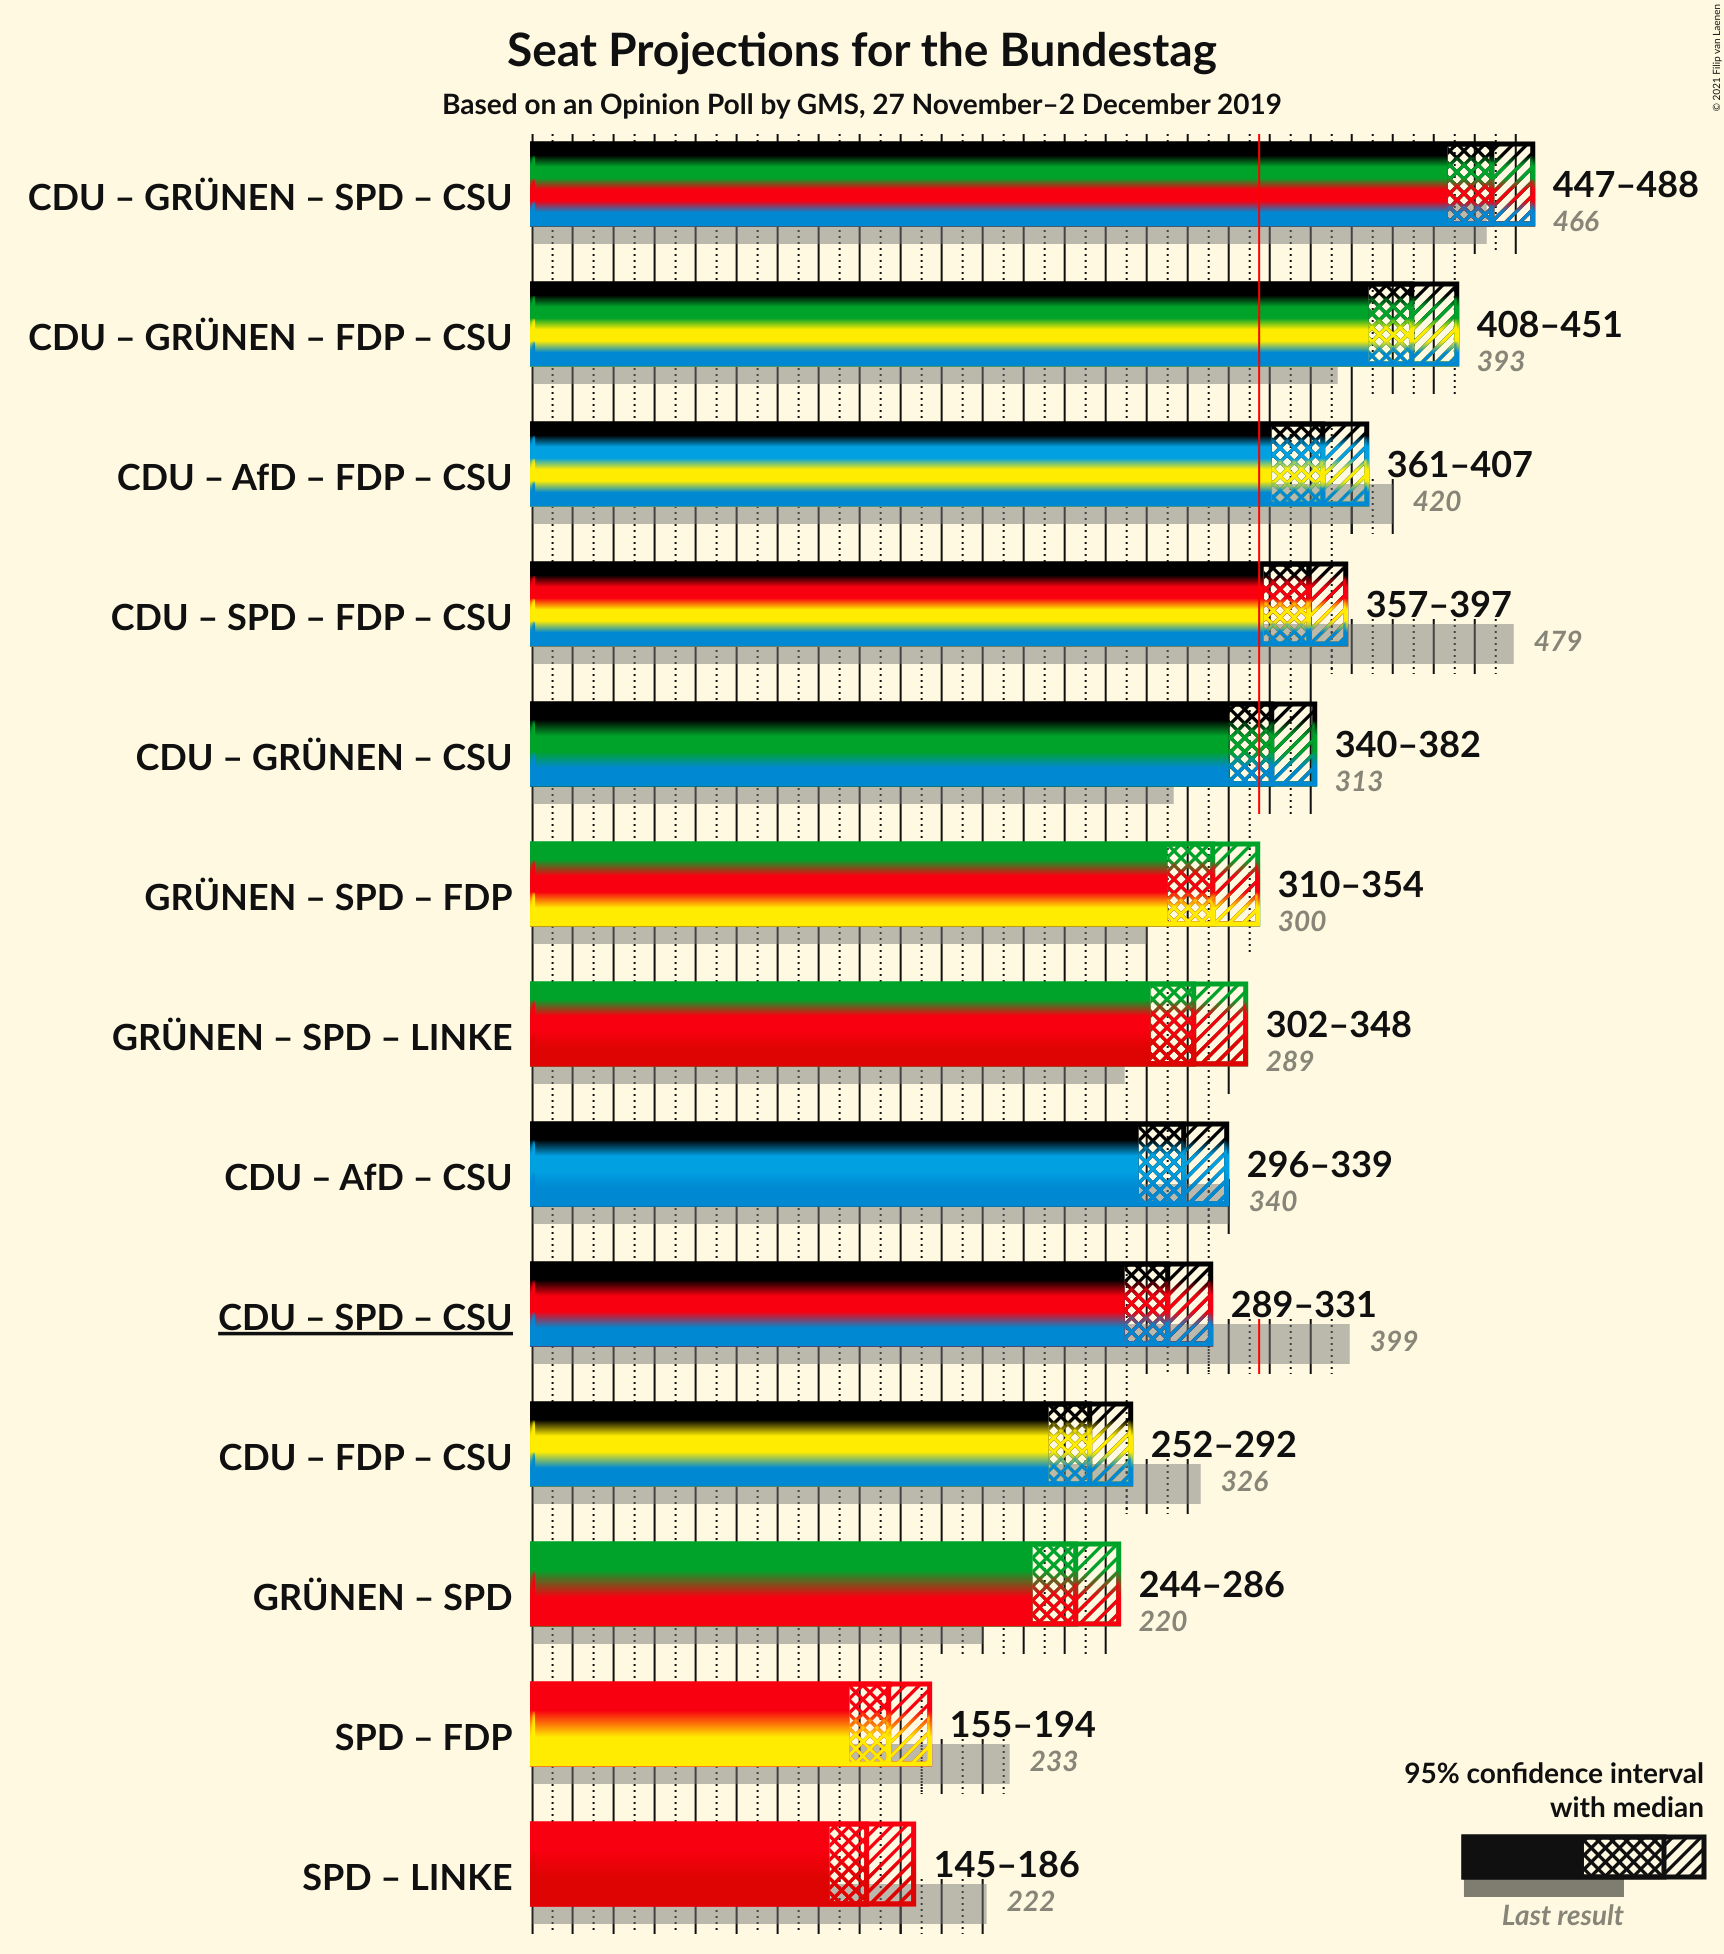 Seat Projections for the Bundestag
Based on an Opinion Poll by GMS, 27 November–2 December 2019
© 2021 Filip van Laenen
CDU – GRÜNEN – SPD – CSU
447–488
466
CDU – GRÜNEN – FDP – CSU
408–451
393
CDU – AfD – FDP – CSU
361–407
420
CDU – SPD – FDP – CSU
357–397
479
CDU – GRÜNEN – CSU
340–382
313
GRÜNEN – SPD – FDP
310–354
300
GRÜNEN – SPD – LINKE
302–348
289
CDU – AfD – CSU
296–339
340
CDU – SPD – CSU
289–331
399
CDU – FDP – CSU
252–292
326
GRÜNEN – SPD
244–286
220
SPD – FDP
155–194
233
SPD – LINKE
145–186
222
95% confidence interval
with median
Last result